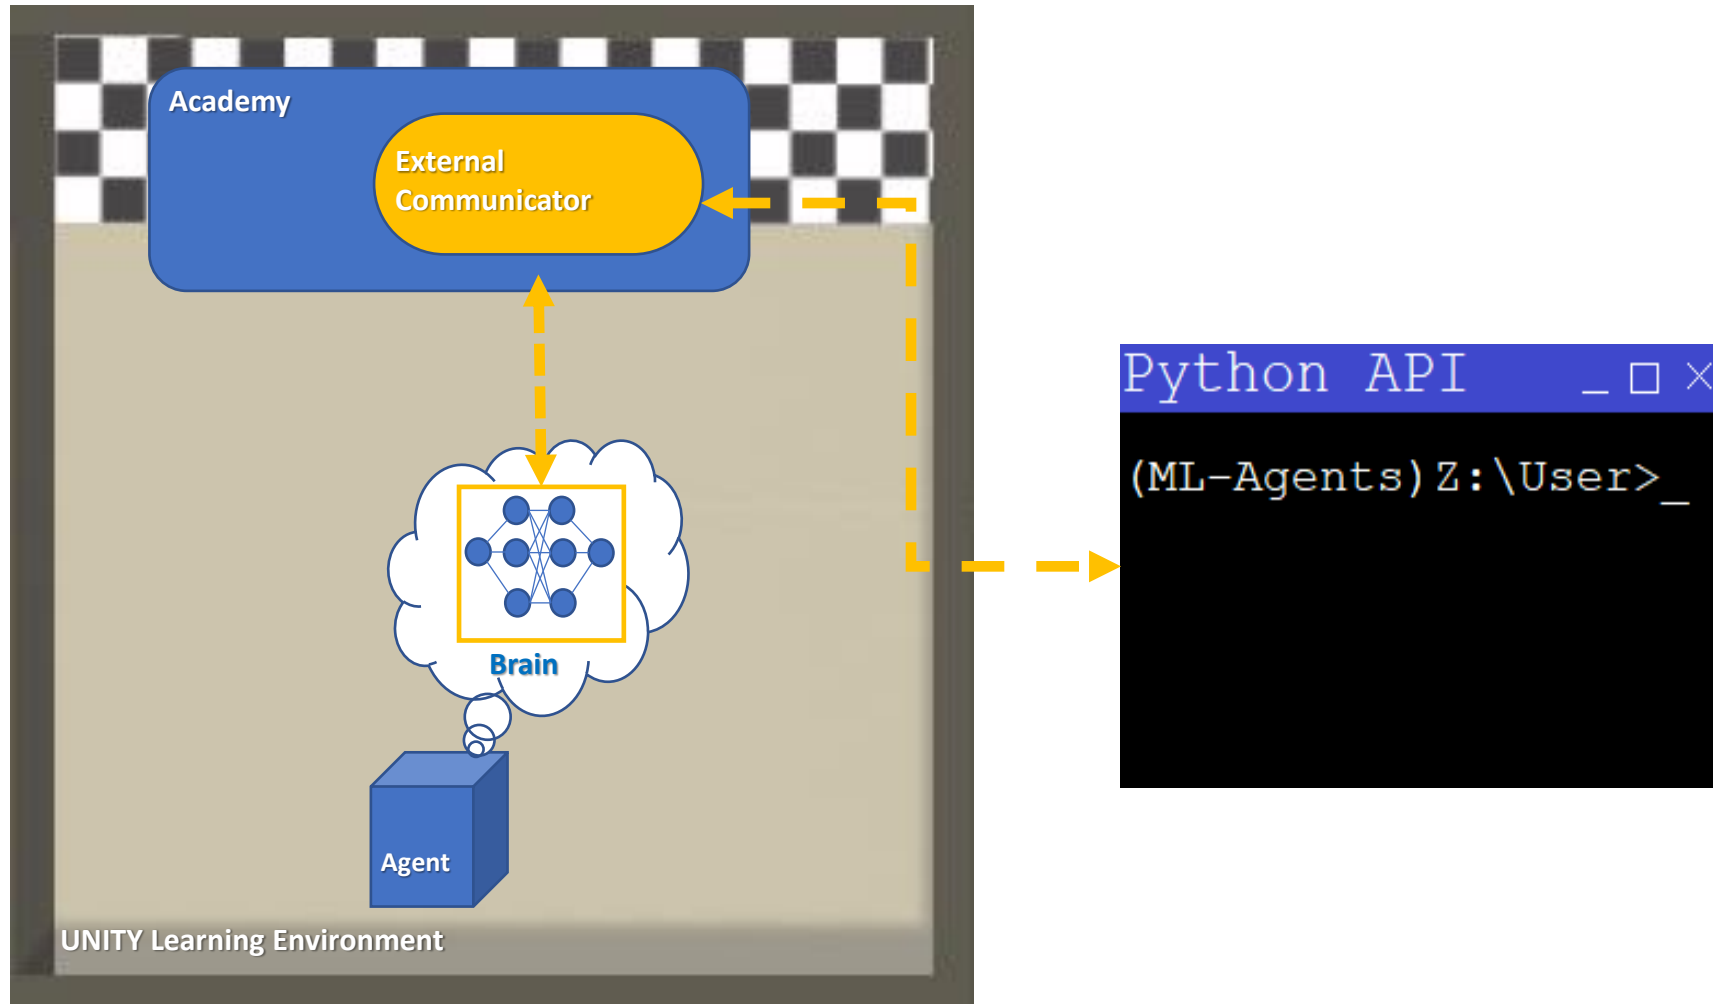 Academy
External
Communicator
Brain
Agent
UNITY Learning Environment
Python API
(ML-Agents)Z:\User>_